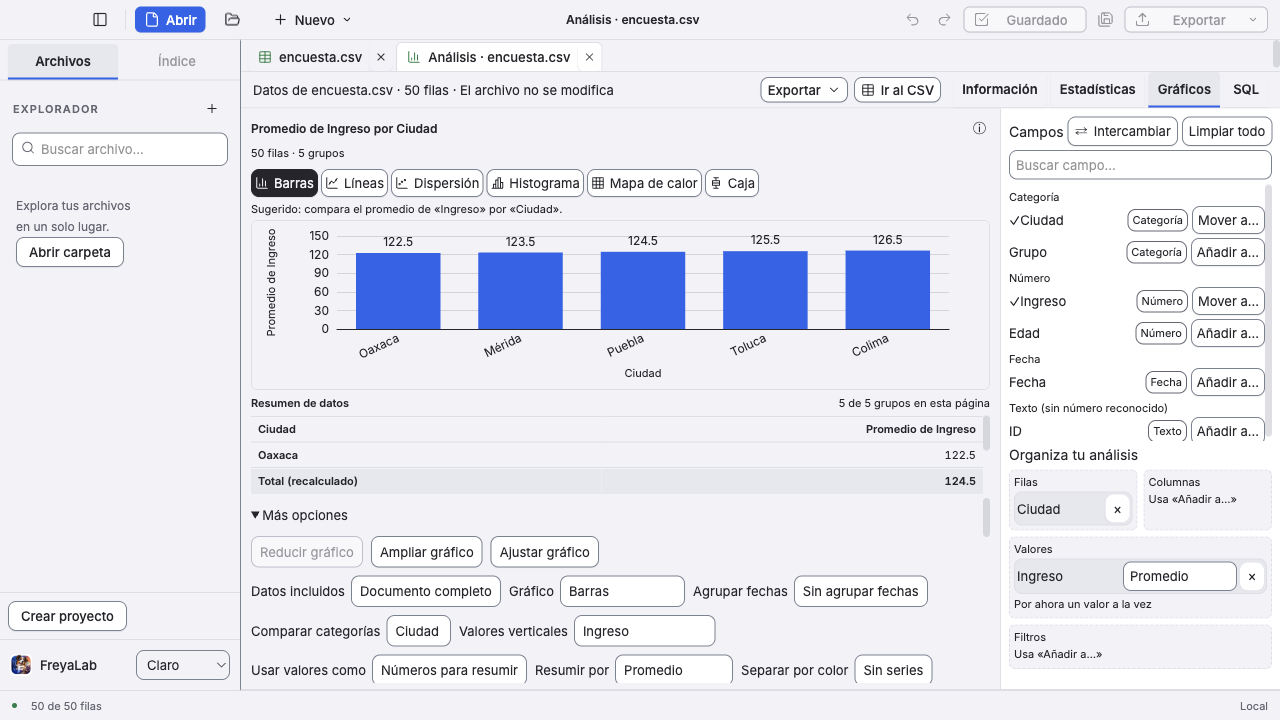 Abrir
Nuevo
Análisis · encuesta.csv
Guardado
Exportar
Archivos
Índice
encuesta.csv
Análisis · encuesta.csv
EXPLORADOR
Buscar archivo...
Explora tus archivos
en un solo lugar.
Abrir carpeta
Crear proyecto
FreyaLab
Claro
Datos de encuesta.csv · 50 filas · El archivo no se modifica
Exportar
Ir al CSV
Información
Estadísticas
Gráficos
SQL
Promedio de Ingreso por Ciudad
50 filas · 5 grupos
Barras
Líneas
Dispersión
Histograma
Mapa de calor
Caja
Sugerido: compara el promedio de «Ingreso» por «Ciudad».
Promedio de Ingreso
150
120
90
60
30
0
122.5
123.5
124.5
125.5
126.5
Oaxaca
Mérida
Puebla
Toluca
Colima
Ciudad
Resumen de datos
5 de 5 grupos en esta página
Ciudad
Promedio de Ingreso
Oaxaca
122.5
Total (recalculado)
124.5
Más opciones
Reducir gráfico
Ampliar gráfico
Ajustar gráfico
Datos incluidos
Documento completo
Gráfico
Barras
Agrupar fechas
Sin agrupar fechas
Comparar categorías
Ciudad
Valores verticales
Ingreso
Usar valores como
Números para resumir
Resumir por
Promedio
Separar por color
Sin series
Campos
Intercambiar
Limpiar todo
Buscar campo...
Categoría
✓Ciudad
Categoría
Mover a...
Grupo
Categoría
Añadir a...
Número
✓Ingreso
Número
Mover a...
Edad
Número
Añadir a...
Fecha
Fecha
Fecha
Añadir a...
Texto (sin número reconocido)
ID
Texto
Añadir a...
Organiza tu análisis
Filas
Ciudad
×
Columnas
Usa «Añadir a...»
Valores
Ingreso
Promedio
×
Por ahora un valor a la vez
Filtros
Usa «Añadir a...»
50 de 50 filas
Local